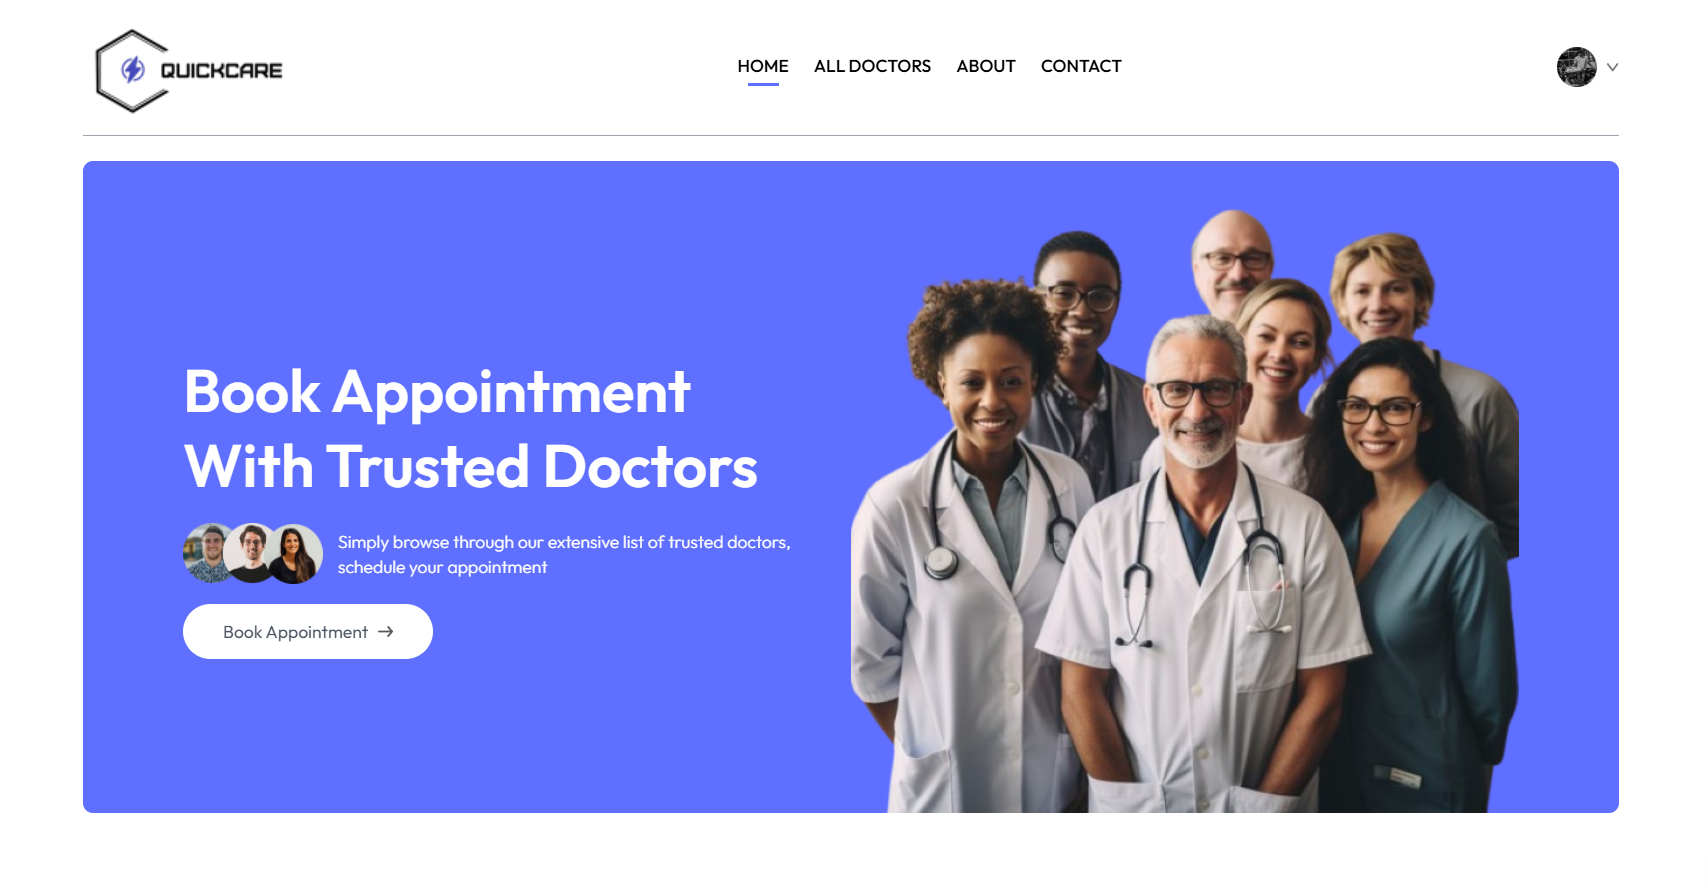 QUICKCARE
HOME
ALL DOCTORS
ABOUT
CONTACT
Book Appointment
With Trusted Doctors
Simply browse through our extensive list of trusted doctors,
schedule your appointment
Book Appointment →